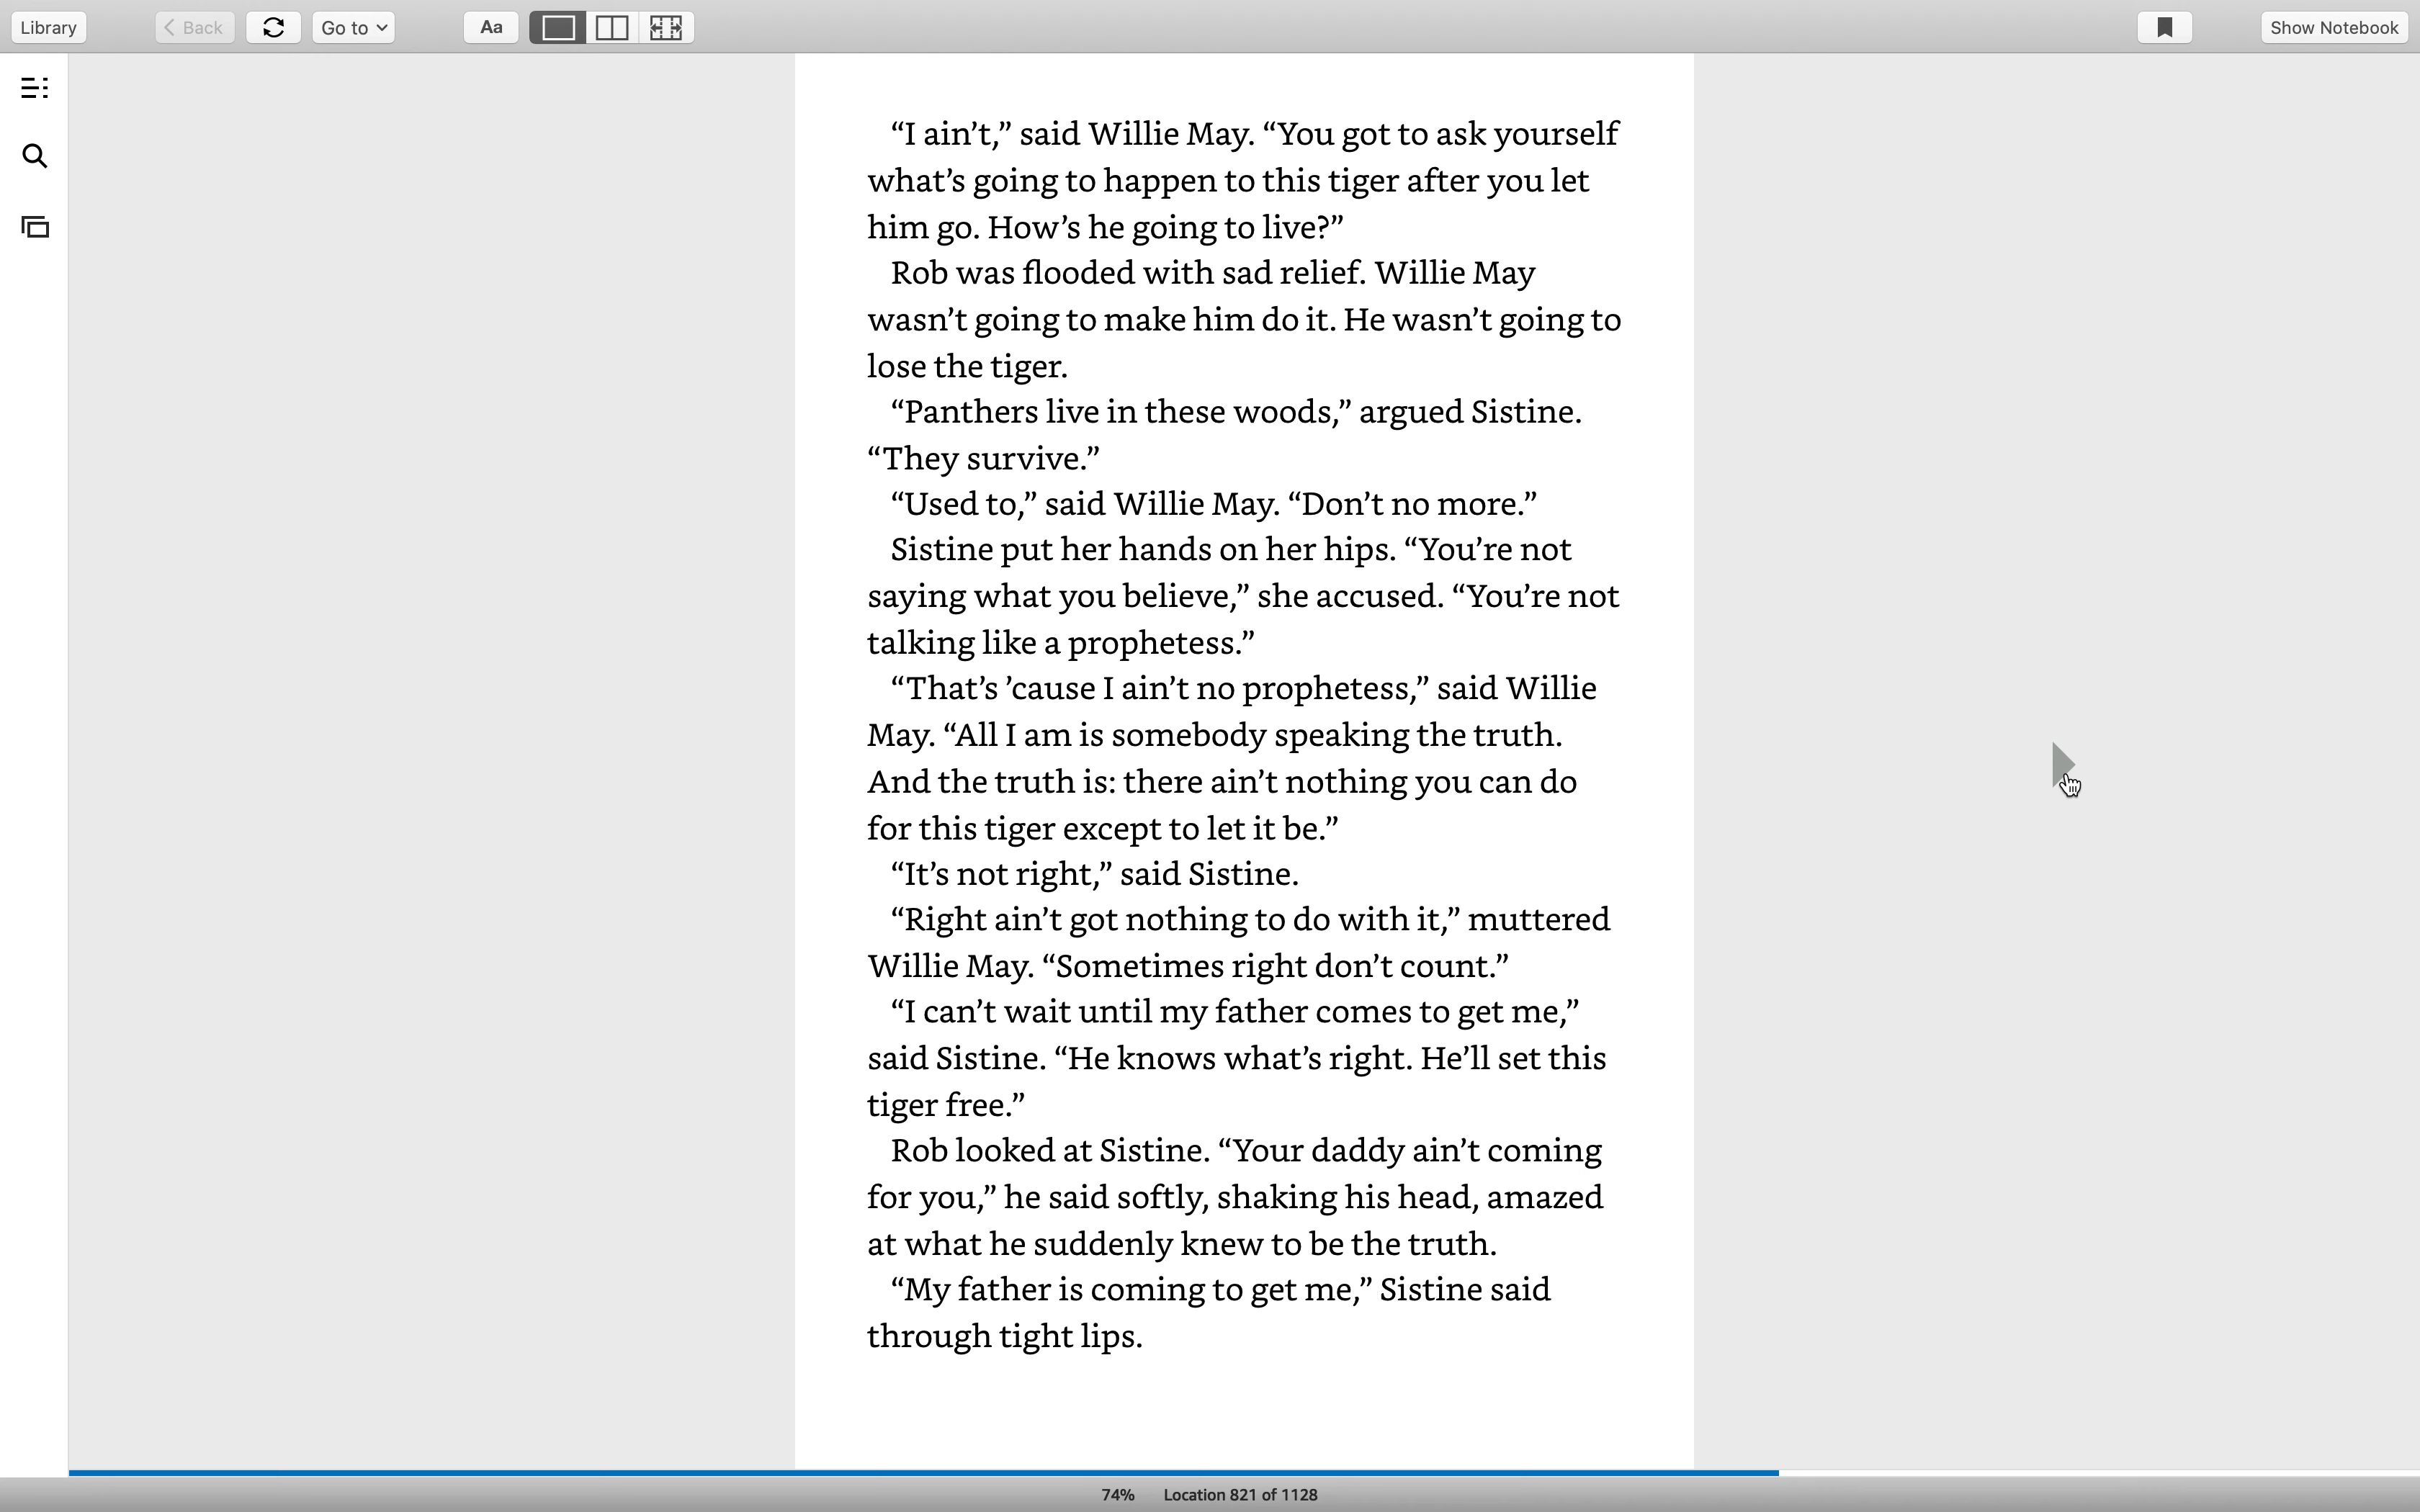 Library
Back
Go to
Aa
Show Notebook
“I ain’t,” said Willie May. “You got to ask yourself
what’s going to happen to this tiger after you let
him go. How’s he going to live?”
Rob was flooded with sad relief. Willie May
wasn’t going to make him do it. He wasn’t going to
lose the tiger.
“Panthers live in these woods,” argued Sistine.
“They survive.”
“Used to,” said Willie May. “Don’t no more.”
Sistine put her hands on her hips. “You’re not
saying what you believe,” she accused. “You’re not
talking like a prophetess.”
“That’s ’cause I ain’t no prophetess,” said Willie
May. “All I am is somebody speaking the truth.
And the truth is: there ain’t nothing you can do
for this tiger except to let it be.”
“It’s not right,” said Sistine.
“Right ain’t got nothing to do with it,” muttered
Willie May. “Sometimes right don’t count.”
“I can’t wait until my father comes to get me,”
said Sistine. “He knows what’s right. He’ll set this
tiger free.”
Rob looked at Sistine. “Your daddy ain’t coming
for you,” he said softly, shaking his head, amazed
at what he suddenly knew to be the truth.
“My father is coming to get me,” Sistine said
through tight lips.
74% Location 821 of 1128